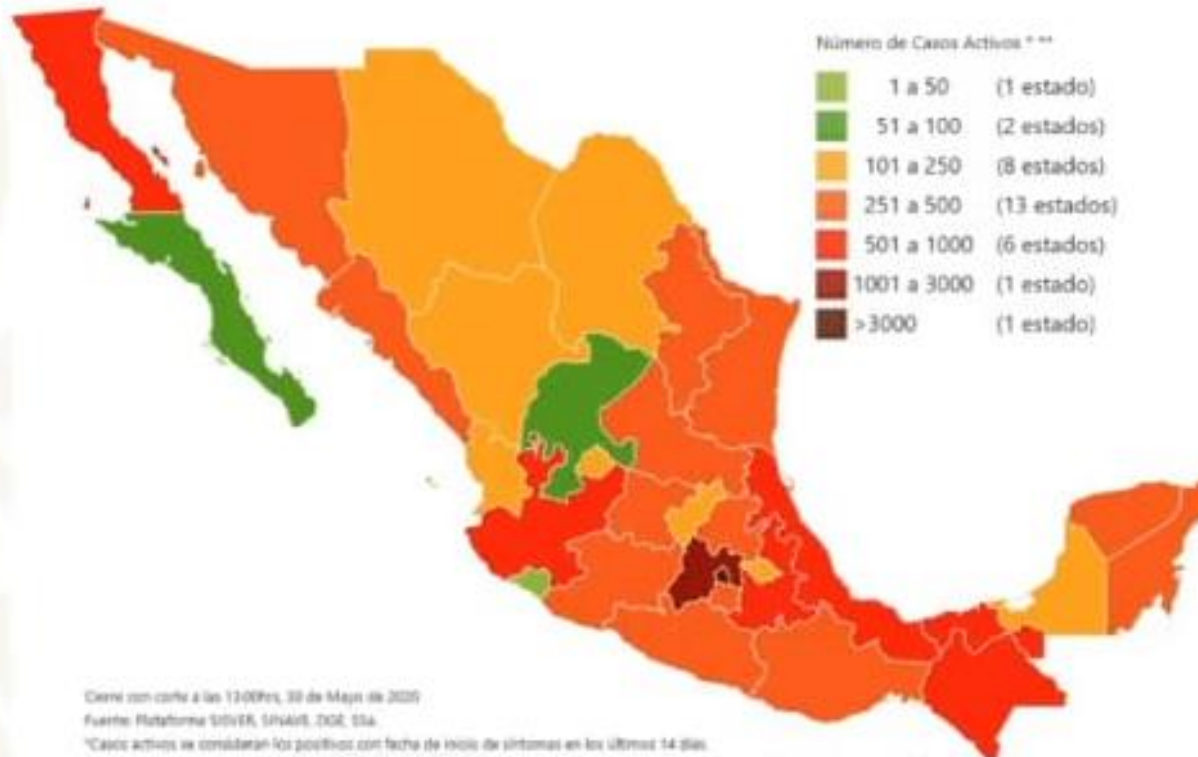 Número de Casos Activos * **
1 a 50 (1 estado)
51 a 100 (2 estados)
101 a 250 (8 estados)
251 a 500 (13 estados)
501 a 1000 (6 estados)
1001 a 3000 (1 estado)
>3000 (1 estado)
Cierre con corte a las 13:00hrs, 30 de Mayo de 2020
Fuente: Plataforma SISVER, SINAVE, DGE, SSa.
*Casos activos se consideran los positivos con fecha de inicio de síntomas en los últimos 14 días.